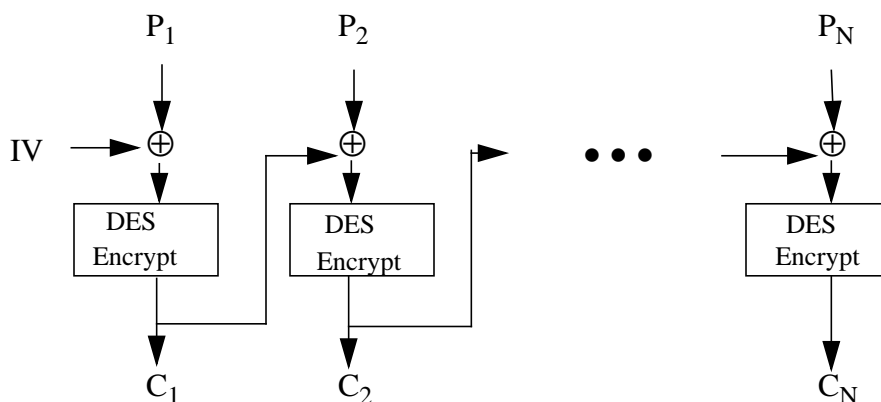 P1
P2
PN
IV
DES
Encrypt
DES
Encrypt
DES
Encrypt
C1
C2
CN